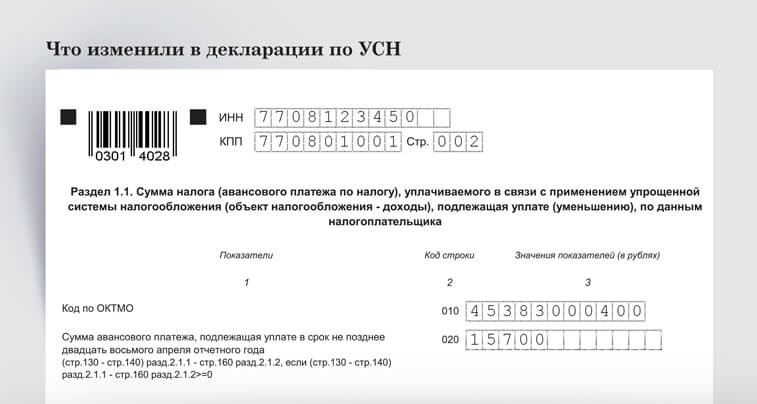 Что изменили в декларации по УСН
ИНН 7708123450
0301 4028
КПП 770801001 Стр. 002
Раздел 1.1. Сумма налога (авансового платежа по налогу), уплачиваемого в связи с применением упрощенной
системы налогообложения (объект налогообложения - доходы), подлежащая уплате (уменьшению), по данным
налогоплательщика
Показатели Код строки Значения показателей (в рублях)
1 2 3
Код по ОКТМО 010 45383000400
Сумма авансового платежа, подлежащая уплате в срок не позднее 020 15700
двадцать восьмого апреля отчетного года
(стр.130 - стр.140) разд.2.1.1 - стр.160 разд.2.1.2, если (стр.130 - стр.140)
разд.2.1.1 - стр.160 разд.2.1.2>=0